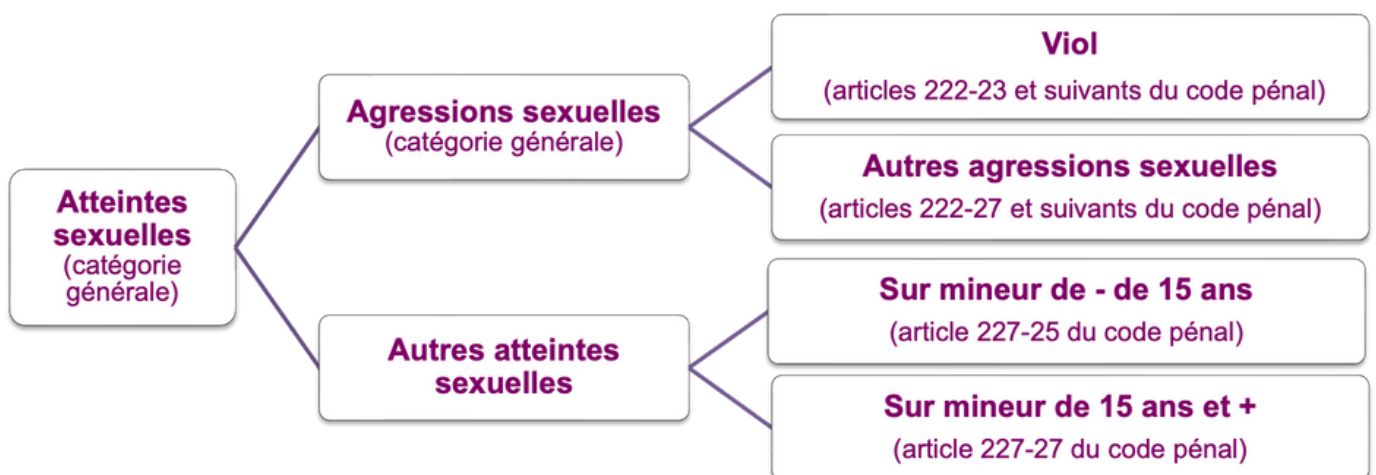 Atteintes
sexuelles
(catégorie
générale)
Agressions sexuelles
(catégorie générale)
Viol
(articles 222-23 et suivants du code pénal)
Autres agressions sexuelles
(articles 222-27 et suivants du code pénal)
Autres atteintes
sexuelles
Sur mineur de - de 15 ans
(article 227-25 du code pénal)
Sur mineur de 15 ans et +
(article 227-27 du code pénal)